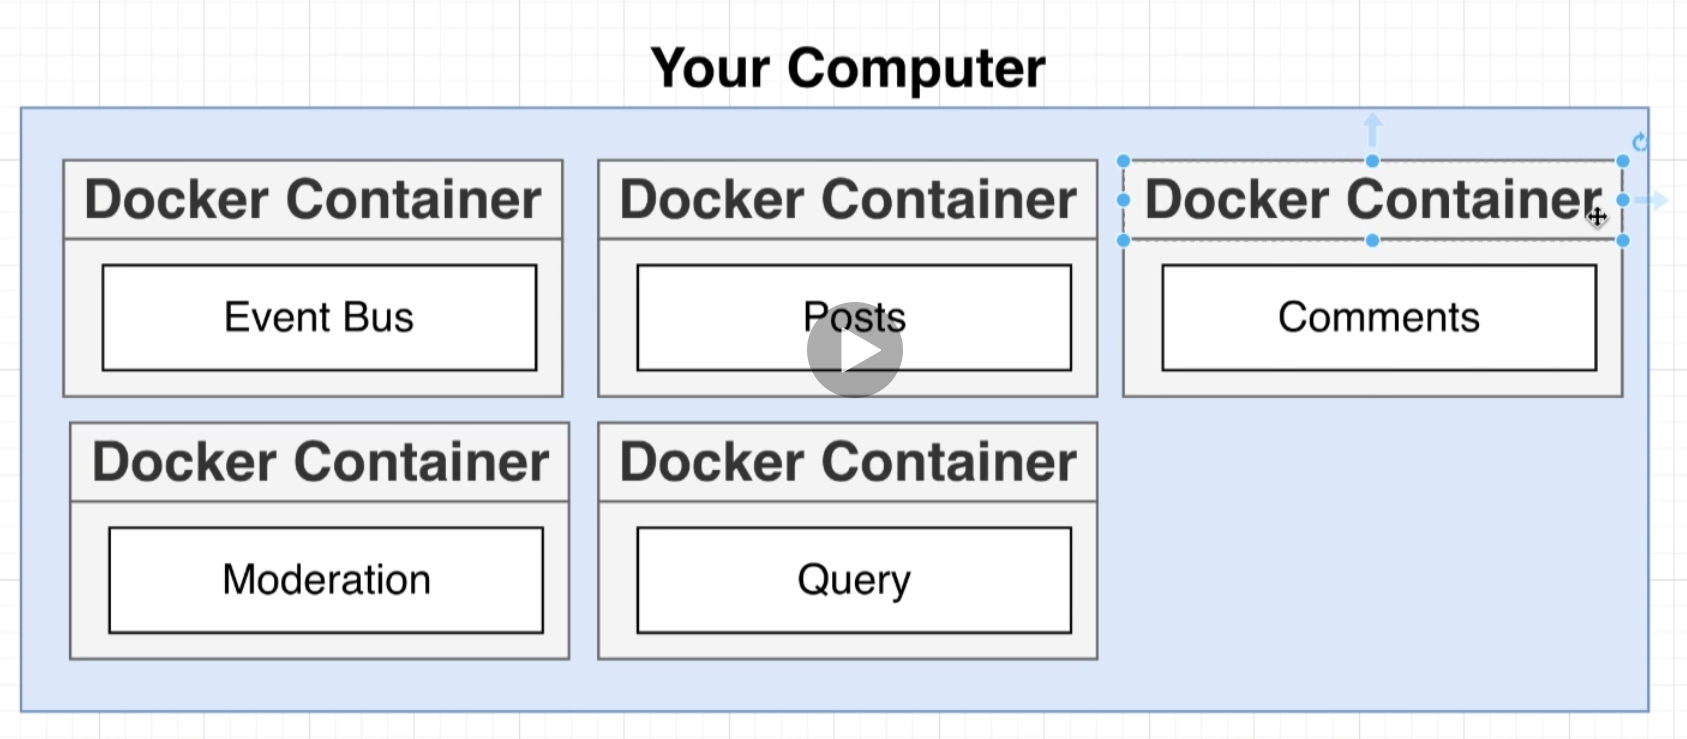 Your Computer
Docker Container
Docker Container
Docker Container
Event Bus
Posts
Comments
Docker Container
Docker Container
Moderation
Query